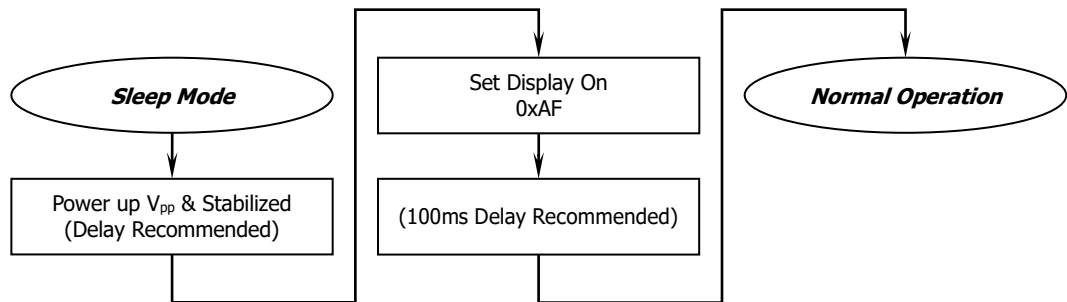 Sleep Mode
Power up Vpp & Stabilized
(Delay Recommended)
Set Display On
0xAF
(100ms Delay Recommended)
Normal Operation